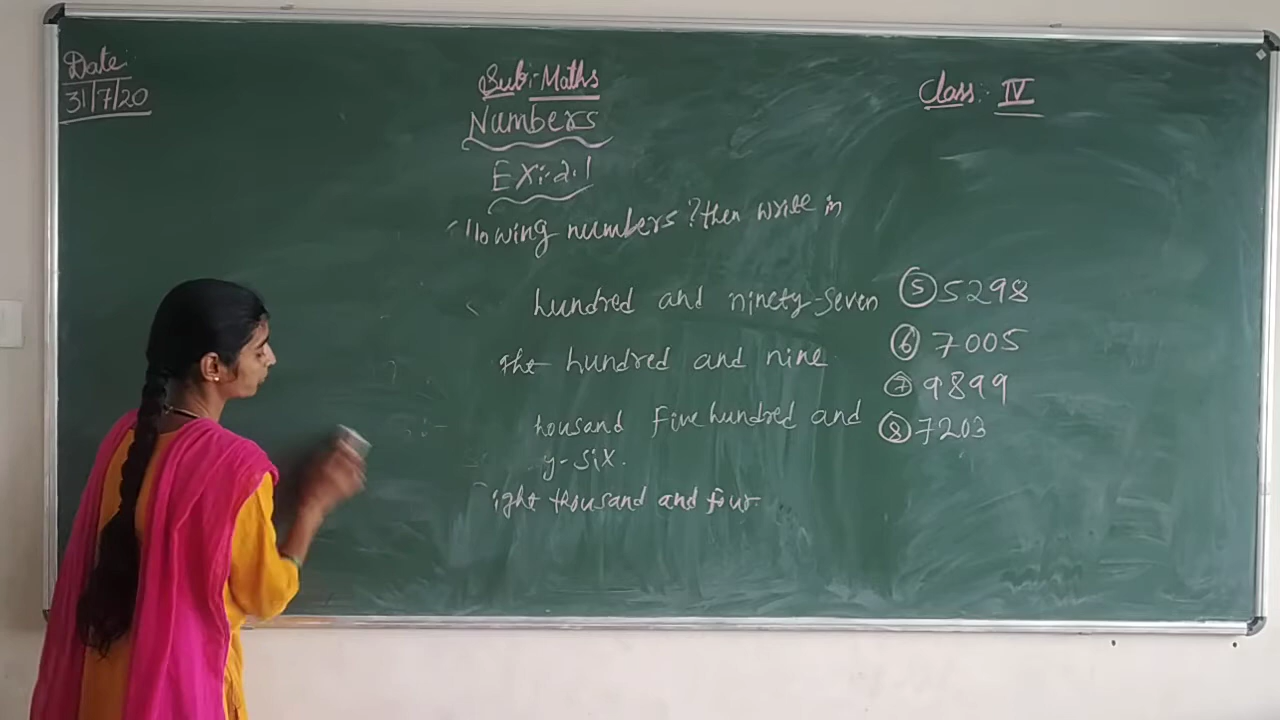 Date:
31/7/20
Sub:- Maths
Class: IV
Numbers
EX:-2.1
llowing numbers? then write in
hundred and ninety-seven
ght hundred and nine
housand five hundred and
y-six.
ight thousand and four.
⑤ 5298
⑥ 7005
⑦ 9899
⑧ 7203